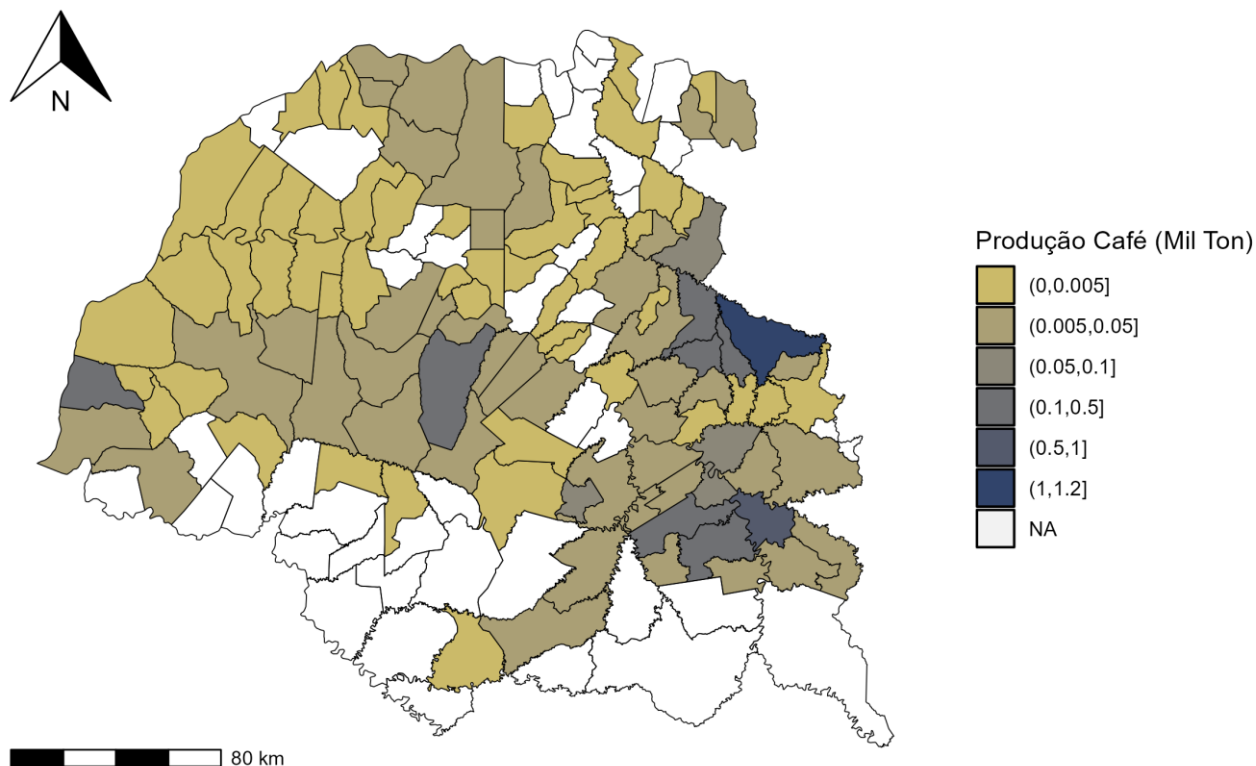 N
Produção Café (Mil Ton)
(0,0.005]
(0.005,0.05]
(0.05,0.1]
(0.1,0.5]
(0.5,1]
(1,1.2]
NA
80 km